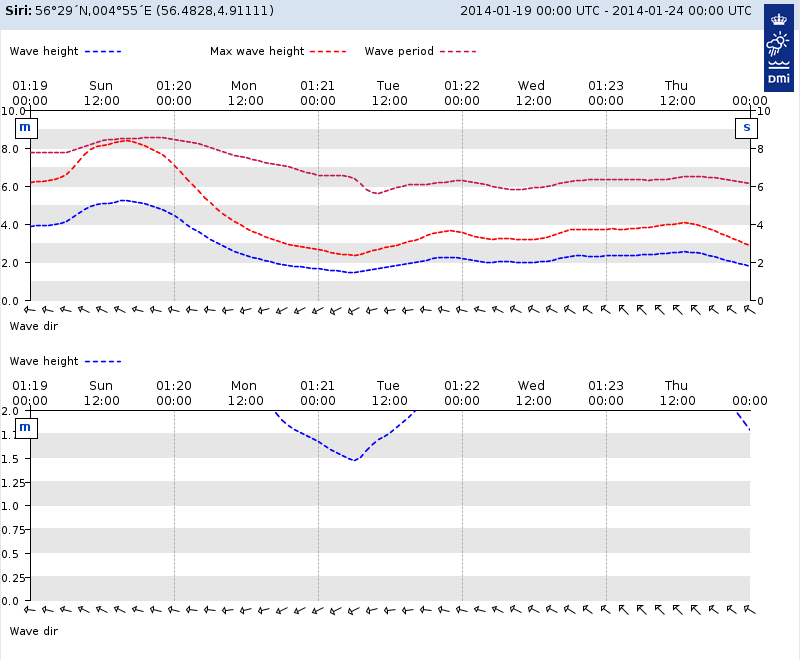 Siri: 56°29´N,004°55´E (56.4828,4.91111) 2014-01-19 00:00 UTC - 2014-01-24 00:00 UTC
DMI
Wave height Max wave height Wave period
01:19 Sun 01:20 Mon 01:21 Tue 01:22 Wed 01:23 Thu
00:00 12:00 00:00 12:00 00:00 12:00 00:00 12:00 00:00 12:00 00:00
10.0 10
m s
8.0 8
6.0 6
4.0 4
2.0 2
0.0 0
Wave dir
Wave height
01:19 Sun 01:20 Mon 01:21 Tue 01:22 Wed 01:23 Thu
00:00 12:00 00:00 12:00 00:00 12:00 00:00 12:00 00:00 12:00 00:00
2.0
m
1.5
1.25
1.0
0.75
0.5
0.25
0.0
Wave dir